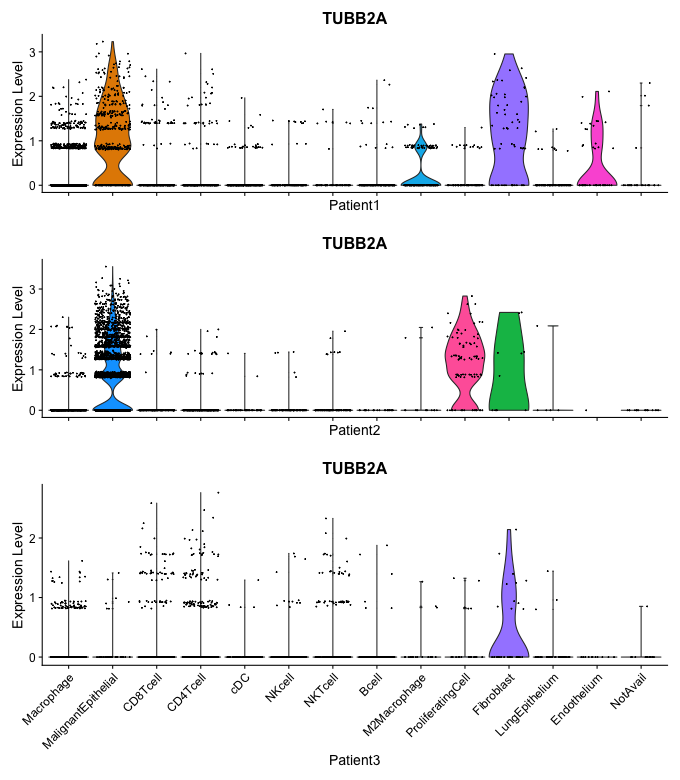 TUBB2A
Expression Level
3
2
1
0
Patient1
TUBB2A
Expression Level
3
2
1
0
Patient2
TUBB2A
Expression Level
2
1
0
Macrophage
MalignantEpithelial
CD8Tcell
CD4Tcell
cDC
NKcell
NKTcell
Bcell
M2Macrophage
ProliferatingCell
Fibroblast
LungEpithelium
Endothelium
NotAvail
Patient3